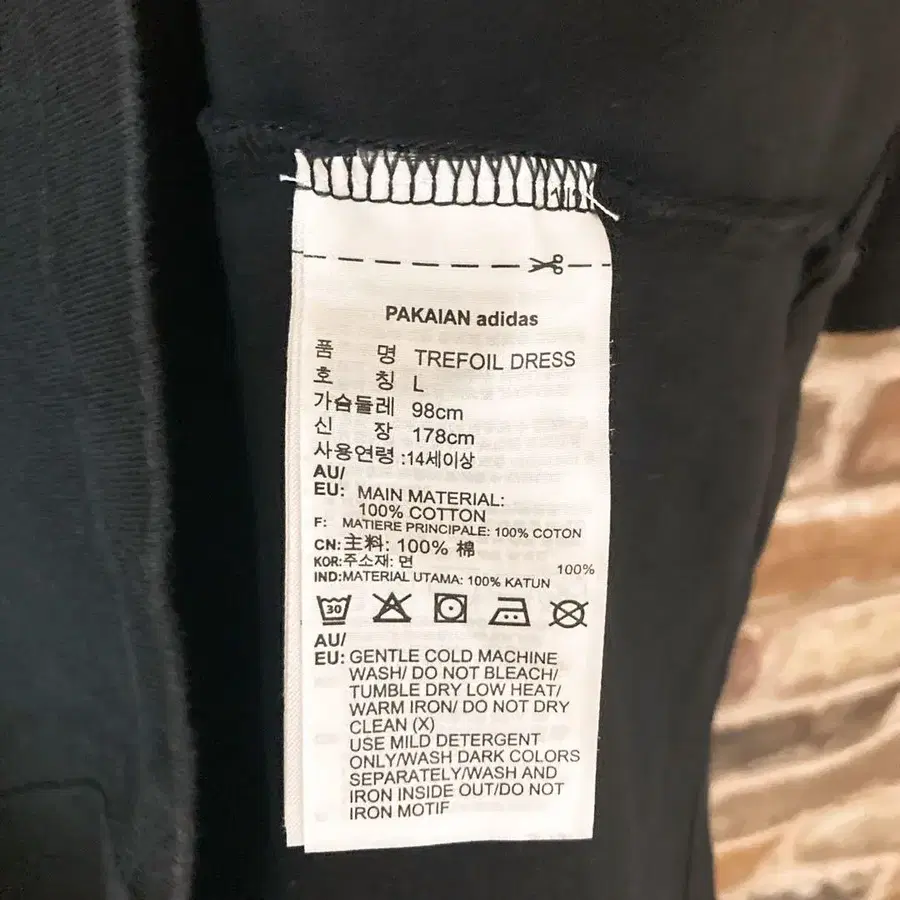 PAKAIAN adidas
품 명 TREFOIL DRESS
호 칭 L
가슴둘레 98cm
신 장 178cm
사용연령 :14세이상
AU/
EU: MAIN MATERIAL:
100% COTTON
F: MATIERE PRINCIPALE: 100% COTON
CN:主料: 100% 棉
KOR:주소재: 면 100%
IND:MATERIAL UTAMA: 100% KATUN
30
AU/
EU: GENTLE COLD MACHINE
WASH/ DO NOT BLEACH/
TUMBLE DRY LOW HEAT/
WARM IRON/ DO NOT DRY
CLEAN (X)
USE MILD DETERGENT
ONLY/WASH DARK COLORS
SEPARATELY/WASH AND
IRON INSIDE OUT/DO NOT
IRON MOTIF